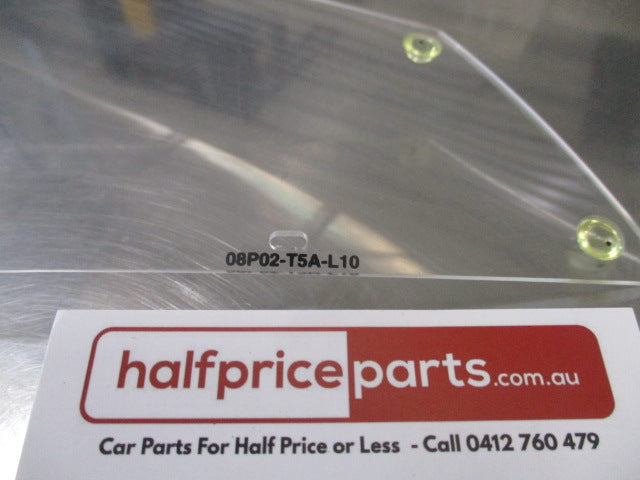 08P02-T5A-L10
halfpriceparts.com.au
Car Parts For Half Price or Less - Call 0412 760 479